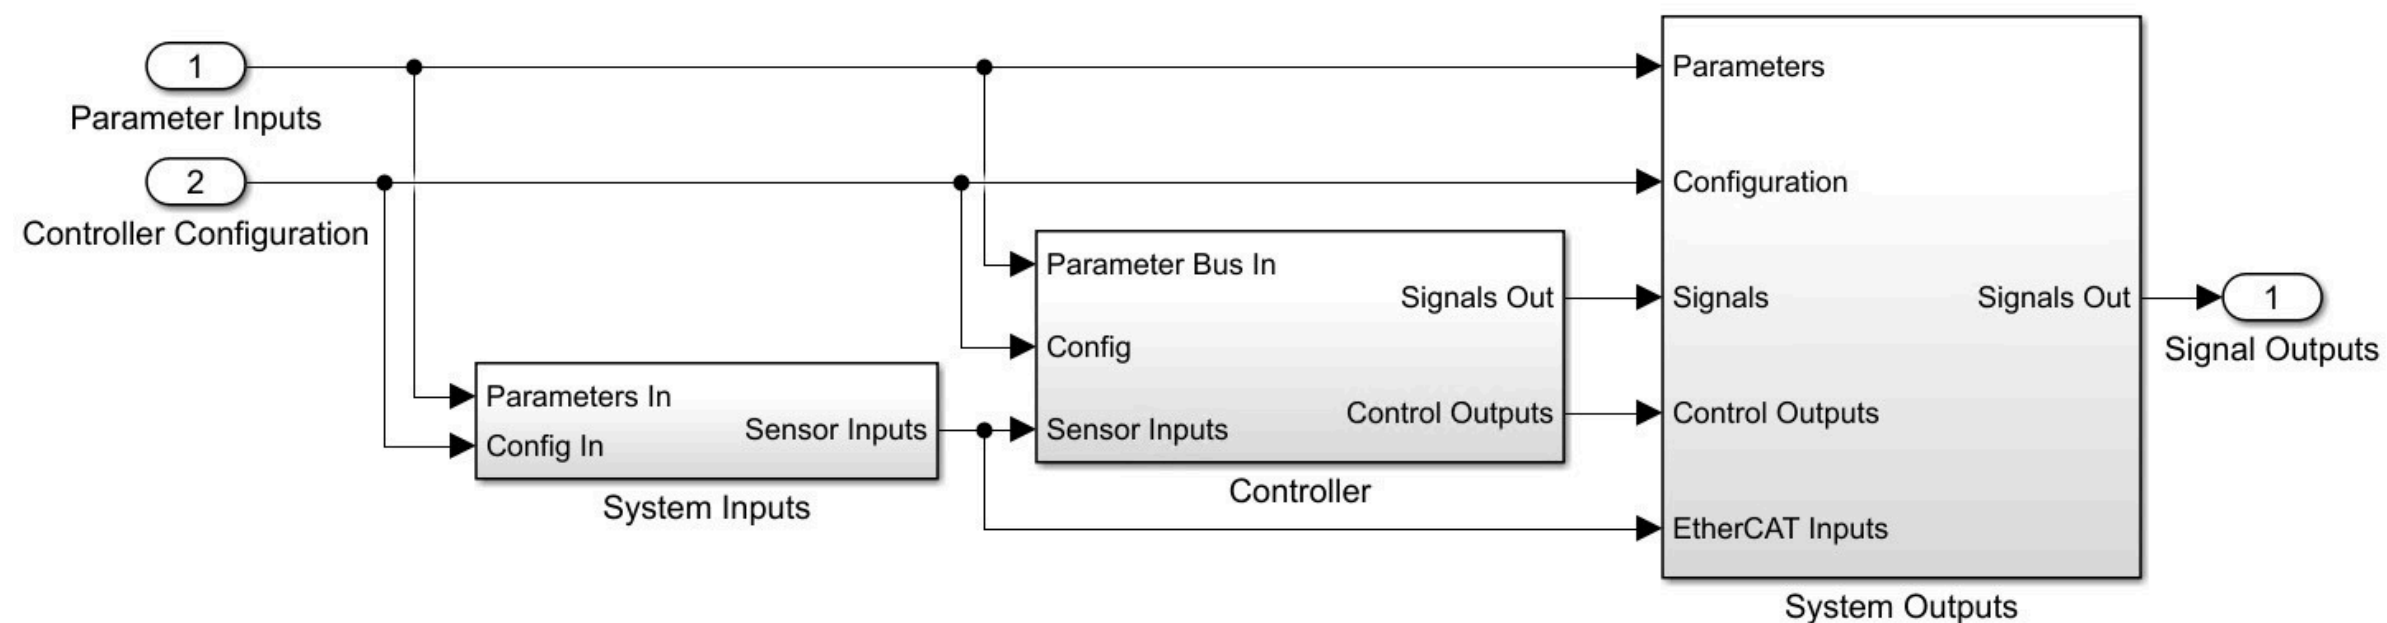 1
Parameter Inputs
2
Controller Configuration
Parameters In
Config In
Sensor Inputs
System Inputs
Parameter Bus In
Config
Sensor Inputs
Signals Out
Control Outputs
Controller
Parameters
Configuration
Signals
Control Outputs
EtherCAT Inputs
Signals Out
System Outputs
1
Signal Outputs